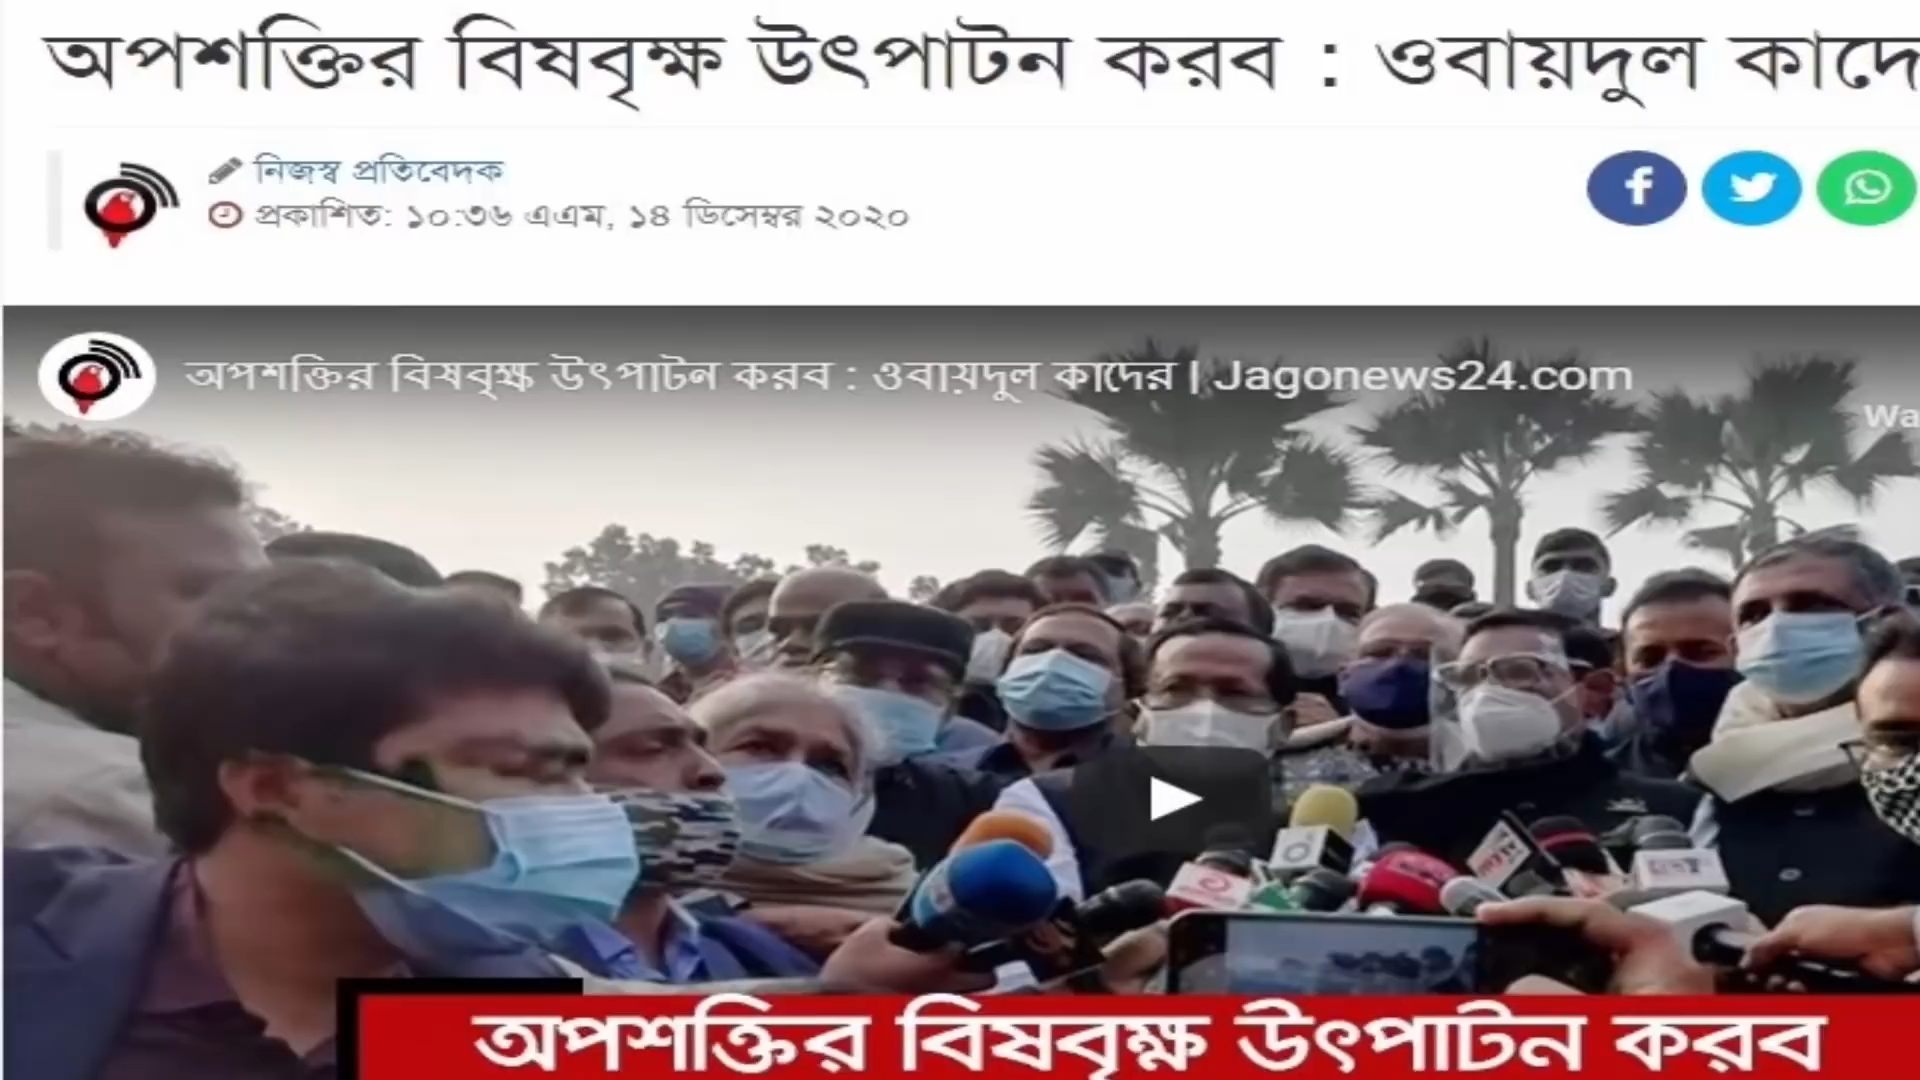 অপশক্তির বিষবৃক্ষ উৎপাটন করব : ওবায়দুল কাদে
নিজস্ব প্রতিবেদক
প্রকাশিত: ১০:৩৬ এএম, ১৪ ডিসেম্বর ২০২০
অপশক্তির বিষবৃক্ষ উৎপাটন করব : ওবায়দুল কাদের | Jagonews24.com
Wa
অপশক্তির বিষবৃক্ষ উৎপাটন করব